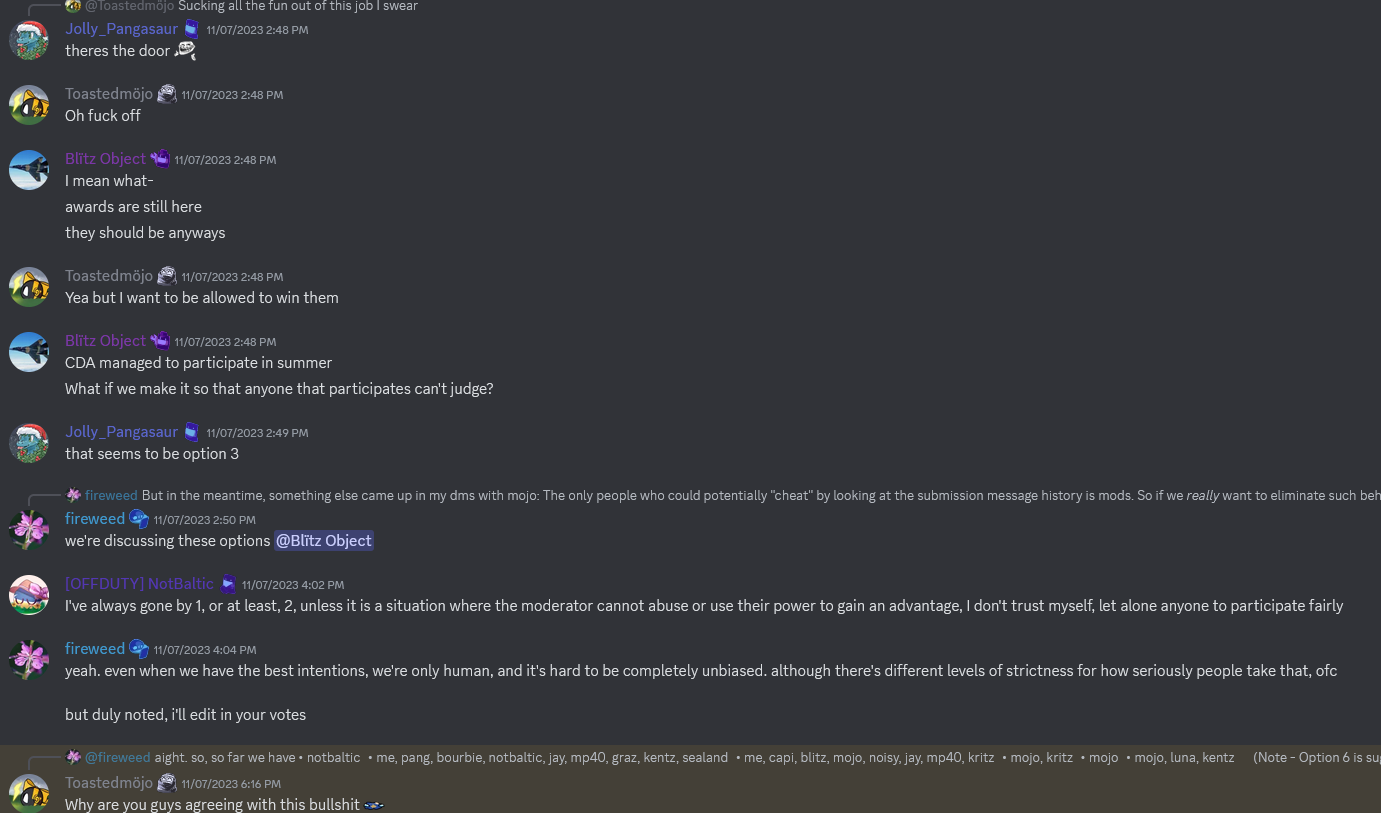 @Toastedmöjo Sucking all the fun out of this job I swear
Jolly_Pangasaur 11/07/2023 2:48 PM
theres the door
Toastedmöjo 11/07/2023 2:48 PM
Oh fuck off
Blïtz Object 11/07/2023 2:48 PM
I mean what-
awards are still here
they should be anyways
Toastedmöjo 11/07/2023 2:48 PM
Yea but I want to be allowed to win them
Blïtz Object 11/07/2023 2:48 PM
CDA managed to participate in summer
What if we make it so that anyone that participates can't judge?
Jolly_Pangasaur 11/07/2023 2:49 PM
that seems to be option 3
fireweed But in the meantime, something else came up in my dms with mojo: The only people who could potentially "cheat" by looking at the submission message history is mods. So if we really want to eliminate such beh
fireweed 11/07/2023 2:50 PM
we're discussing these options @Blïtz Object
[OFFDUTY] NotBaltic 11/07/2023 4:02 PM
I've always gone by 1, or at least, 2, unless it is a situation where the moderator cannot abuse or use their power to gain an advantage, I don't trust myself, let alone anyone to participate fairly
fireweed 11/07/2023 4:04 PM
yeah. even when we have the best intentions, we're only human, and it's hard to be completely unbiased. although there's different levels of strictness for how seriously people take that, ofc
but duly noted, i'll edit in your votes
@fireweed aight. so, so far we have • notbaltic • me, pang, bourbie, notbaltic, jay, mp40, graz, kentz, sealand • me, capi, blitz, mojo, noisy, jay, mp40, kritz • mojo, kritz • mojo • mojo, luna, kentz (Note - Option 6 is sug
Toastedmöjo 11/07/2023 6:16 PM
Why are you guys agreeing with this bullshit